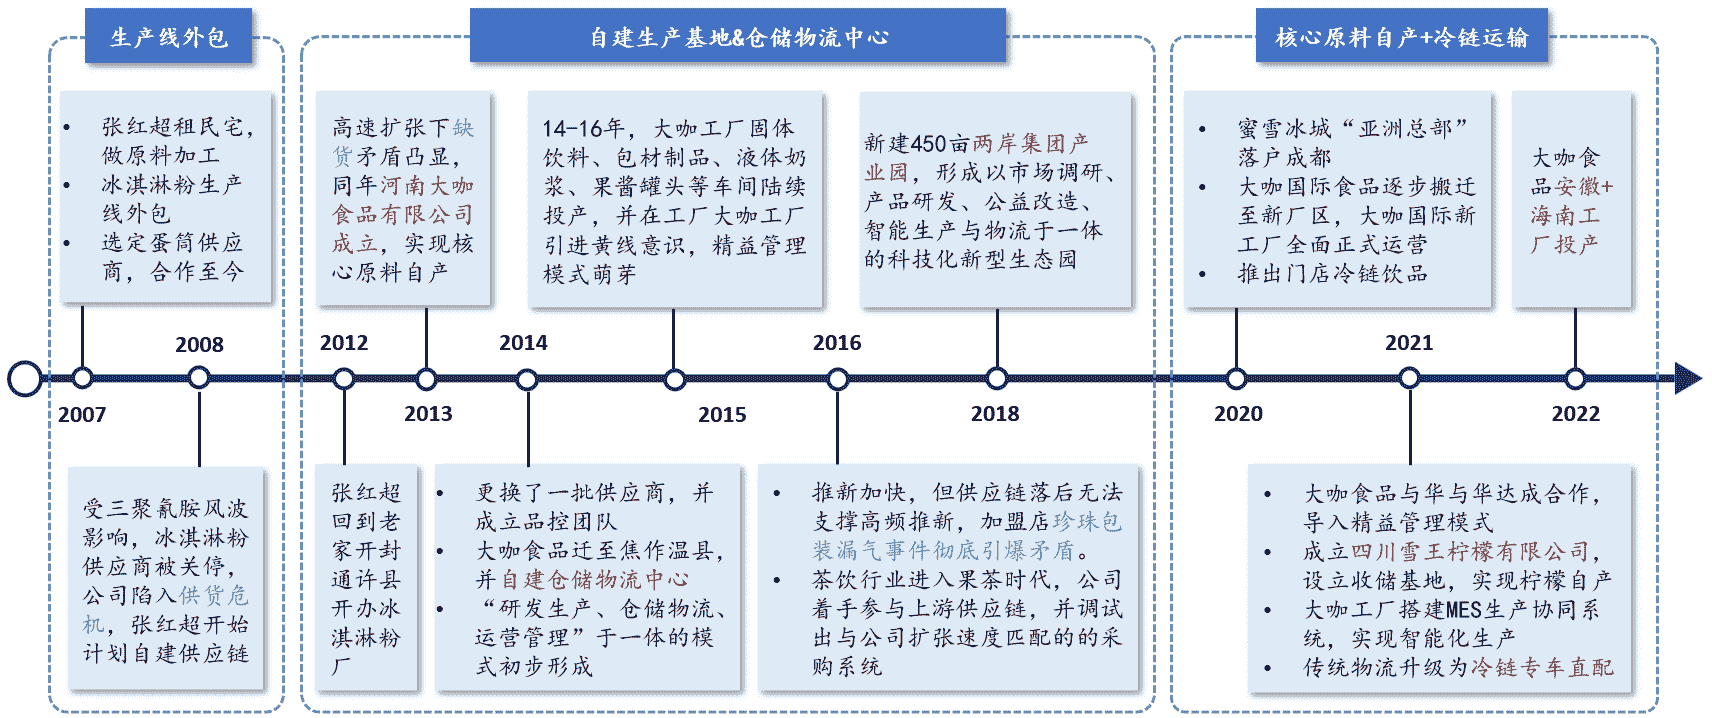 生产线外包
自建生产基地&仓储物流中心
核心原料自产+冷链运输
• 张红超租民宅，
做原料加工
• 冰淇淋粉生产
线外包
• 选定蛋筒供应
商，合作至今
高速扩张下缺
货矛盾凸显，
同年河南大咖
食品有限公司
成立，实现核
心原料自产
14-16年，大咖工厂固体
饮料、包材制品、液体奶
浆、果酱罐头等车间陆续
投产，并在工厂大咖工厂
引进黄线意识，精益管理
模式萌芽
新建450亩两岸集团产
业园，形成以市场调研、
产品研发、公益改造、
智能生产与物流于一体
的科技化新型生态园
• 蜜雪冰城“亚洲总部”
落户成都
• 大咖国际食品逐步搬迁
至新厂区，大咖国际新
工厂全面正式运营
• 推出门店冷链饮品
大咖食
品安徽+
海南工
厂投产
2007
2008
2012
2013
2014
2015
2016
2018
2020
2021
2022
受三聚氰胺风波
影响，冰淇淋粉
供应商被关停，
公司陷入供货危
机，张红超开始
计划自建供应链
张红超
回到老
家开封
通许县
开办冰
淇淋粉
厂
• 更换了一批供应商，并
成立品控团队
• 大咖食品迁至焦作温县，
并自建仓储物流中心
• “研发生产、仓储物流、
运营管理”于一体的模
式初步形成
• 推新加快，但供应链落后无法
支撑高频推新，加盟店珍珠包
装漏气事件彻底引爆矛盾。
• 茶饮行业进入果茶时代，公司
着手参与上游供应链，并调试
出与公司扩张速度匹配的的采
购系统
• 大咖食品与华与华达成合作，
导入精益管理模式
• 成立四川雪王柠檬有限公司，
设立收储基地，实现柠檬自产
• 大咖工厂搭建MES生产协同系
统，实现智能化生产
• 传统物流升级为冷链专车直配